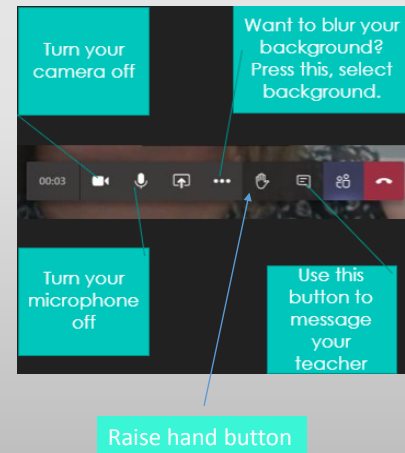 Turn your
camera off
Want to blur your
background?
Press this, select
background.
00:03
Turn your
microphone
off
Use this
button to
message
your
teacher
Raise hand button